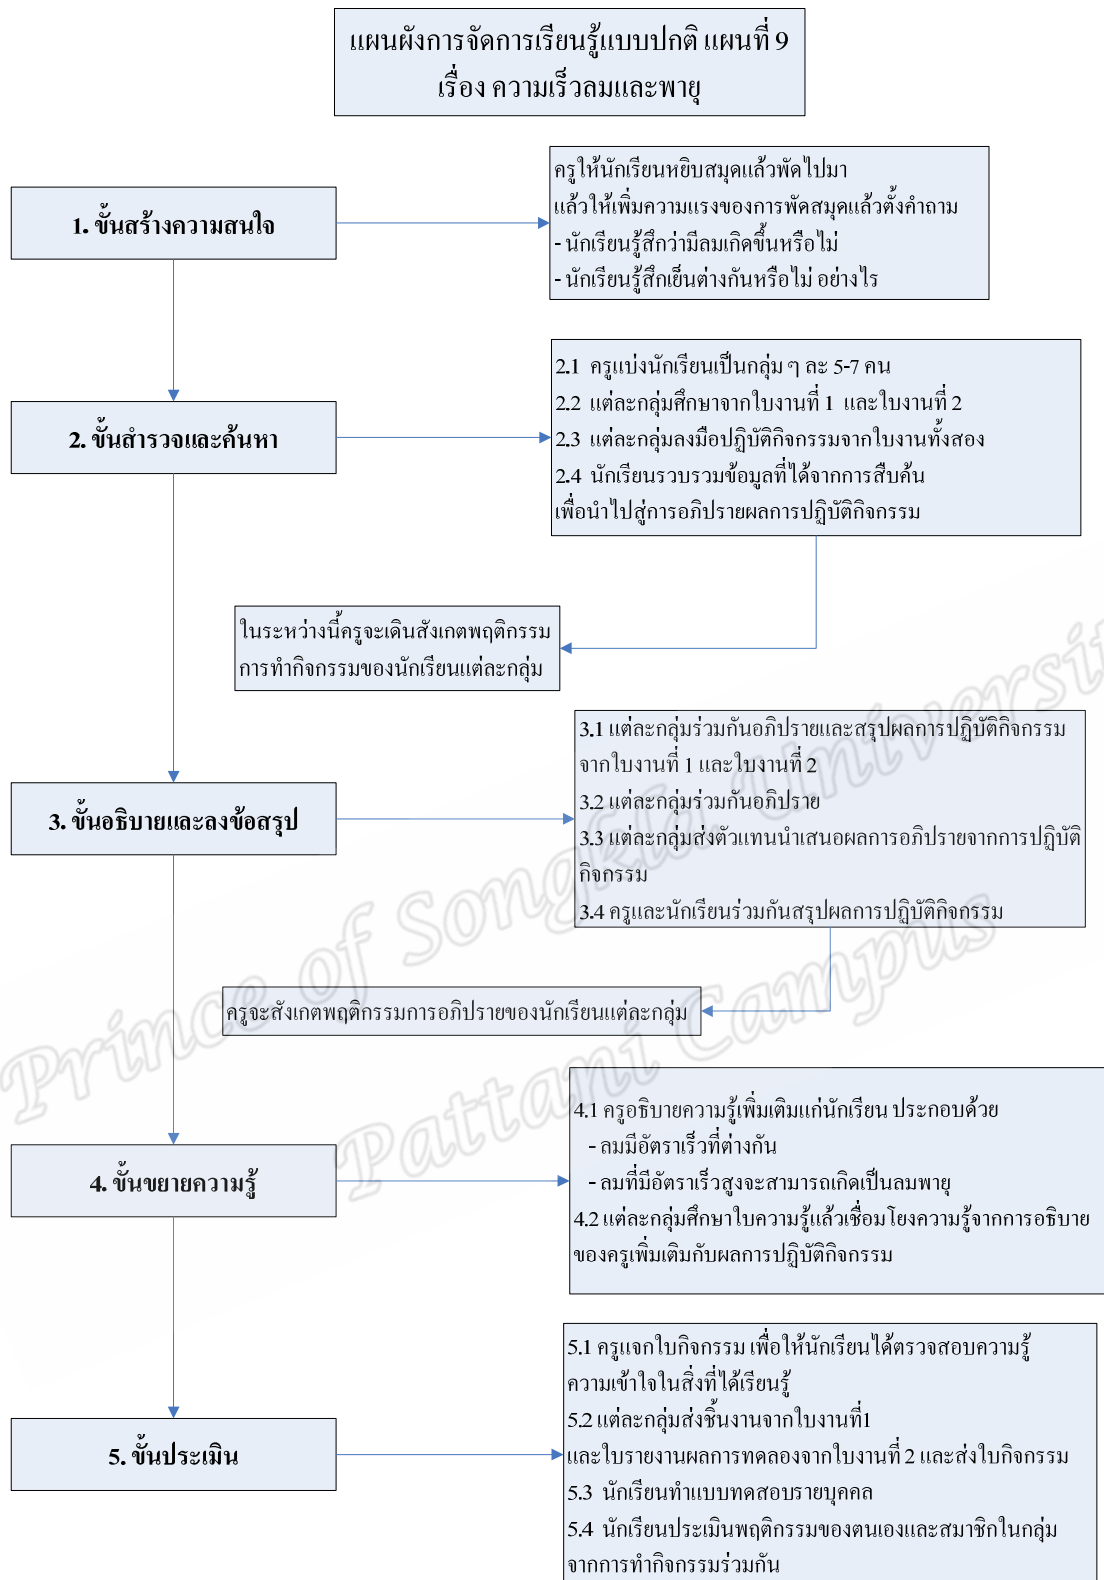 แผนผังการจัดการเรียนรู้แบบปกติ แผนที่ 9
เรื่อง ความเร็วลมและพายุ
1. ขั้นสร้างความสนใจ
ครูให้นักเรียนหยิบสมุดแล้วพัดไปมา
แล้วให้เพิ่มความแรงของการพัดสมุดแล้วตั้งคำถาม
- นักเรียนรู้สึกว่ามีลมเกิดขึ้นหรือไม่
- นักเรียนรู้สึกเย็นต่างกันหรือไม่ อย่างไร
2. ขั้นสำรวจและค้นหา
2.1 ครูแบ่งนักเรียนเป็นกลุ่ม ๆ ละ 5-7 คน
2.2 แต่ละกลุ่มศึกษาจากใบงานที่ 1 และใบงานที่ 2
2.3 แต่ละกลุ่มลงมือปฏิบัติกิจกรรมจากใบงานทั้งสอง
2.4 นักเรียนรวบรวมข้อมูลที่ได้จากการสืบค้น
เพื่อนำไปสู่การอภิปรายผลการปฏิบัติกิจกรรม
ในระหว่างนี้ครูจะเดินสังเกตพฤติกรรม
การทำกิจกรรมของนักเรียนแต่ละกลุ่ม
3. ขั้นอธิบายและลงข้อสรุป
3.1 แต่ละกลุ่มร่วมกันอภิปรายและสรุปผลการปฏิบัติกิจกรรม
จากใบงานที่ 1 และใบงานที่ 2
3.2 แต่ละกลุ่มร่วมกันอภิปราย
3.3 แต่ละกลุ่มส่งตัวแทนนำเสนอผลการอภิปรายจากการปฏิบัติ
กิจกรรม
3.4 ครูและนักเรียนร่วมกันสรุปผลการปฏิบัติกิจกรรม
ครูจะสังเกตพฤติกรรมการอภิปรายของนักเรียนแต่ละกลุ่ม
4. ขั้นขยายความรู้
4.1 ครูอธิบายความรู้เพิ่มเติมแก่นักเรียน ประกอบด้วย
- ลมมีอัตราเร็วที่ต่างกัน
- ลมที่มีอัตราเร็วสูงจะสามารถเกิดเป็นลมพายุ
4.2 แต่ละกลุ่มศึกษาใบความรู้แล้วเชื่อมโยงความรู้จากการอธิบาย
ของครูเพิ่มเติมกับผลการปฏิบัติกิจกรรม
5. ขั้นประเมิน
5.1 ครูแจกใบกิจกรรม เพื่อให้นักเรียนได้ตรวจสอบความรู้
ความเข้าใจในสิ่งที่ได้เรียนรู้
5.2 แต่ละกลุ่มส่งชิ้นงานจากใบงานที่1
และใบรายงานผลการทดลองจากใบงานที่ 2 และส่งใบกิจกรรม
5.3 นักเรียนทำแบบทดสอบรายบุคคล
5.4 นักเรียนประเมินพฤติกรรมของตนเองและสมาชิกในกลุ่ม
จากการทำกิจกรรมร่วมกัน
Prince of Songkla Universit
Pattani Campus